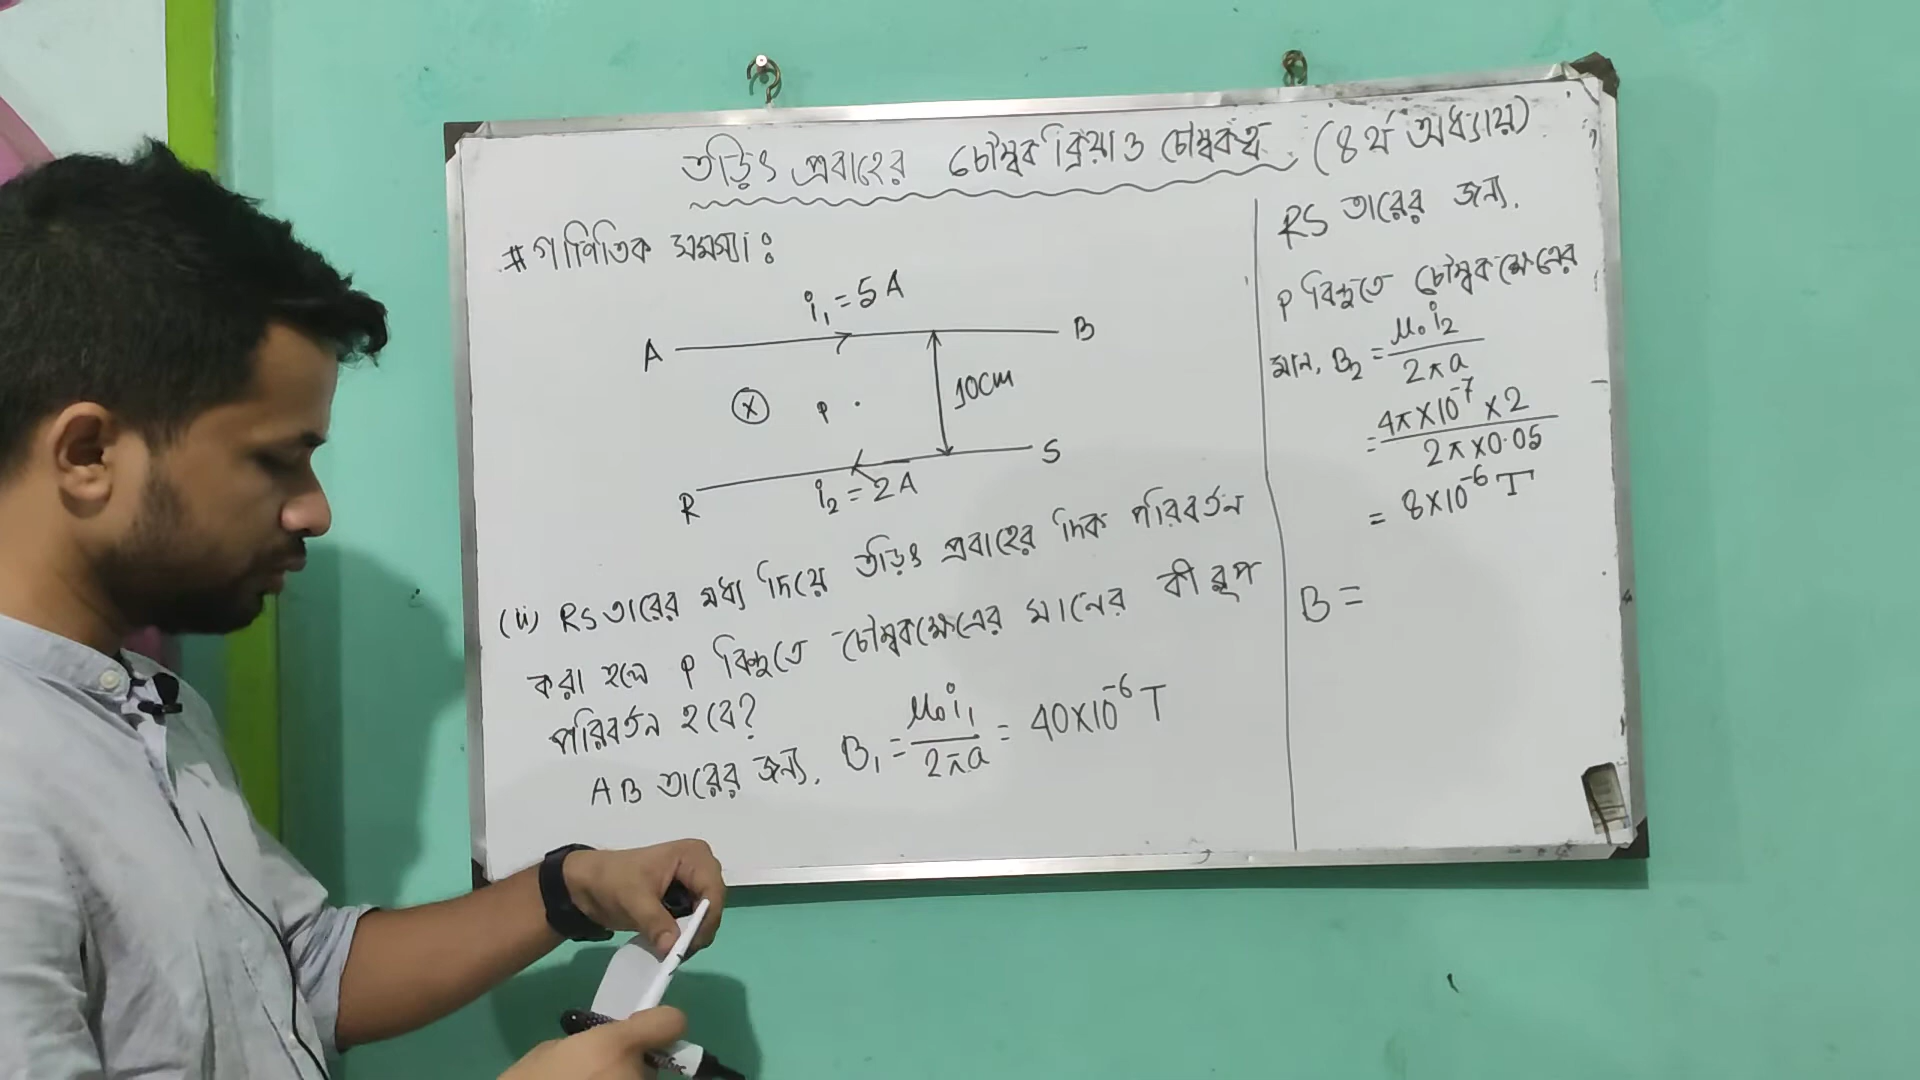 তড়িৎ প্রবাহের চৌম্বক ক্রিয়া ও চৌম্বকত্ব (৪র্থ অধ্যায়)
#গাণিতিক সমস্যাঃ
i₁ = 5A
A B
10cm
X P
R S
i₂ = 2A
(ii) RS তারের মধ্য দিয়ে তড়িৎ প্রবাহের দিক পরিবর্তন
করা হলে P বিন্দুতে চৌম্বকক্ষেত্রের মানের কী রূপ
পরিবর্তন হবে?
AB তারের জন্য, B₁ = μ₀i₁ / 2πa = 40×10⁻⁶ T
RS তারের জন্য,
P বিন্দুতে চৌম্বকক্ষেত্রের
মান, B₂ = μ₀i₂ / 2πa
= 4π×10⁻⁷ × 2 / 2π×0.05
= 8×10⁻⁶ T
B =